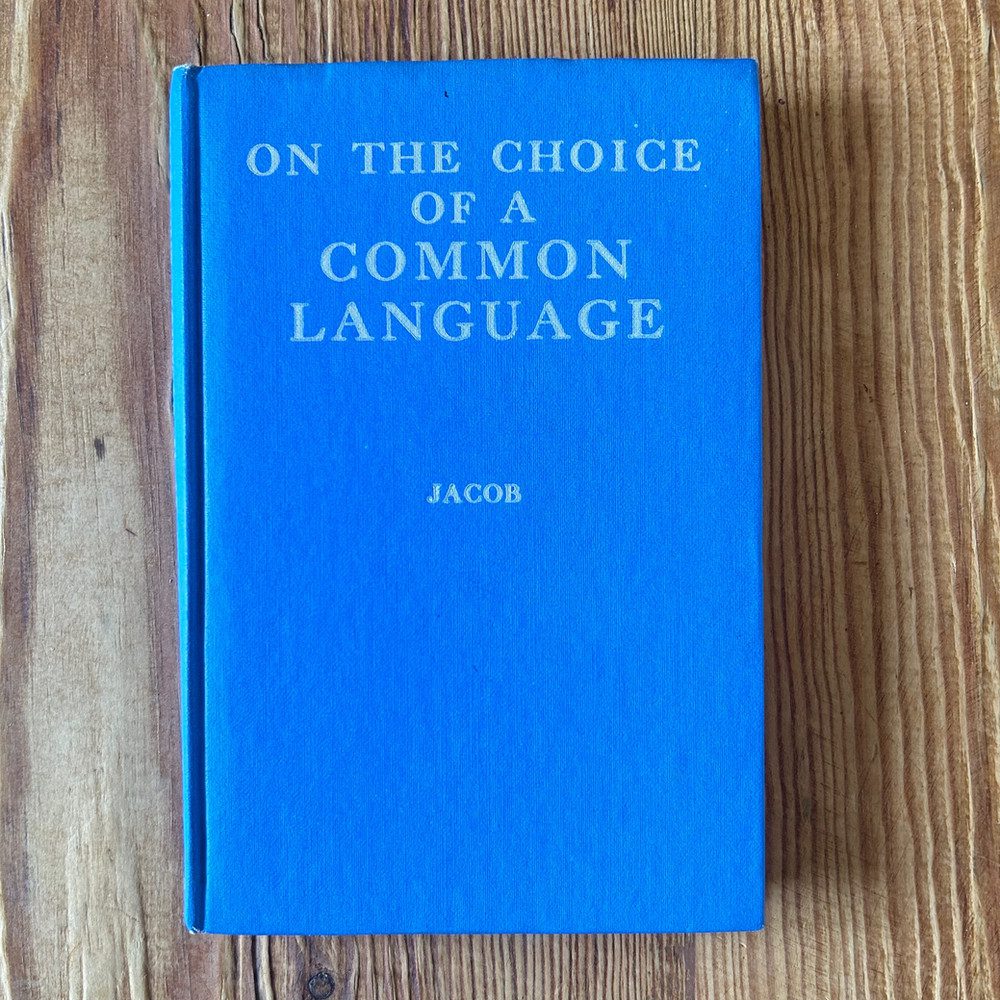 ON THE CHOICE
OF A
COMMON
LANGUAGE
JACOB